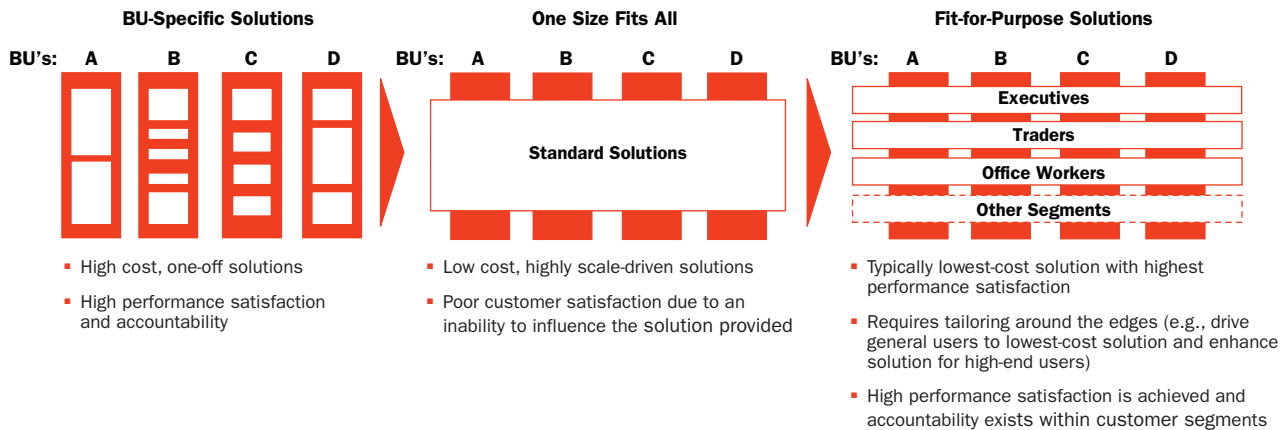 BU-Specific Solutions
BU's: A B C D
▪ High cost, one-off solutions
▪ High performance satisfaction
and accountability
One Size Fits All
BU's: A B C D
Standard Solutions
▪ Low cost, highly scale-driven solutions
▪ Poor customer satisfaction due to an
inability to influence the solution provided
Fit-for-Purpose Solutions
BU's: A B C D
Executives
Traders
Office Workers
Other Segments
▪ Typically lowest-cost solution with highest
performance satisfaction
▪ Requires tailoring around the edges (e.g., drive
general users to lowest-cost solution and enhance
solution for high-end users)
▪ High performance satisfaction is achieved and
accountability exists within customer segments